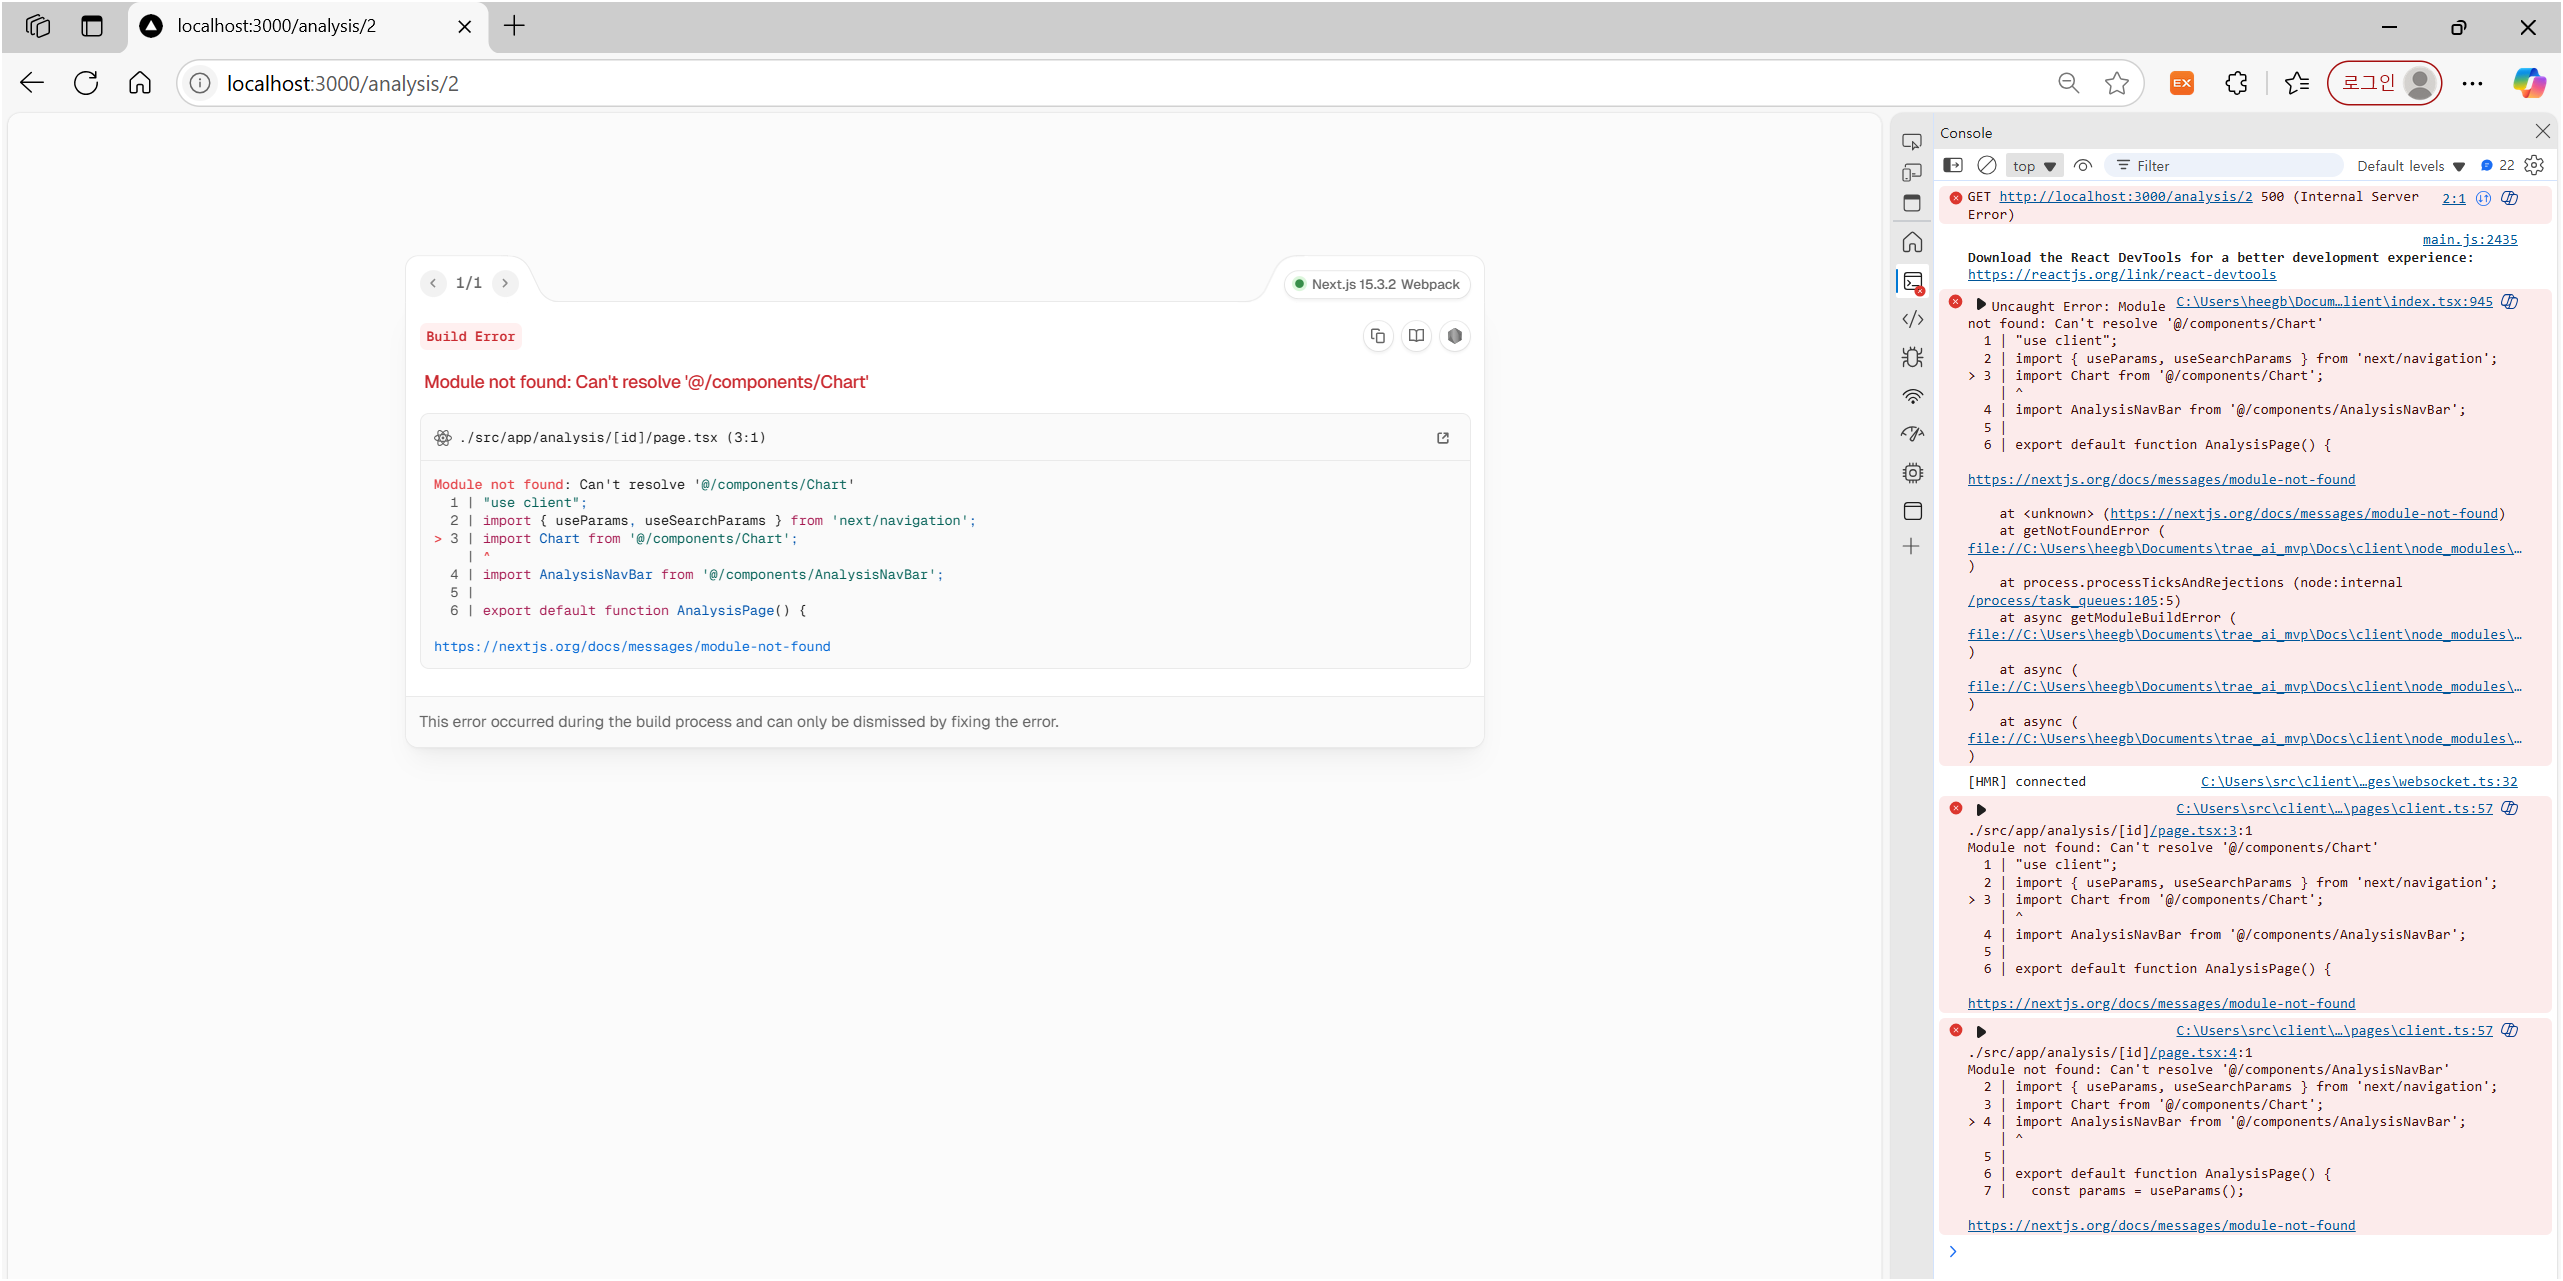 localhost:3000/analysis/2
localhost:3000/analysis/2
EX
로그인
1/1
Next.js 15.3.2 Webpack
Build Error
Module not found: Can't resolve '@/components/Chart'
./src/app/analysis/[id]/page.tsx (3:1)
Module not found: Can't resolve '@/components/Chart'
1 | "use client";
2 | import { useParams, useSearchParams } from 'next/navigation';
> 3 | import Chart from '@/components/Chart';
| ^
4 | import AnalysisNavBar from '@/components/AnalysisNavBar';
5 |
6 | export default function AnalysisPage() {
https://nextjs.org/docs/messages/module-not-found
This error occurred during the build process and can only be dismissed by fixing the error.
Console
top
Filter
Default levels
22
GET http://localhost:3000/analysis/2 500 (Internal Server 2:1
Error)
main.js:2435
Download the React DevTools for a better development experience:
https://reactjs.org/link/react-devtools
Uncaught Error: Module C:\Users\heegb\Docum…lient\index.tsx:945
not found: Can't resolve '@/components/Chart'
1 | "use client";
2 | import { useParams, useSearchParams } from 'next/navigation';
> 3 | import Chart from '@/components/Chart';
| ^
4 | import AnalysisNavBar from '@/components/AnalysisNavBar';
5 |
6 | export default function AnalysisPage() {
https://nextjs.org/docs/messages/module-not-found
at <unknown> (https://nextjs.org/docs/messages/module-not-found)
at getNotFoundError (
file://C:\Users\heegb\Documents\trae_ai_mvp\Docs\client\node_modules\…
)
at process.processTicksAndRejections (node:internal
/process/task_queues:105:5)
at async getModuleBuildError (
file://C:\Users\heegb\Documents\trae_ai_mvp\Docs\client\node_modules\…
)
at async (
file://C:\Users\heegb\Documents\trae_ai_mvp\Docs\client\node_modules\…
)
at async (
file://C:\Users\heegb\Documents\trae_ai_mvp\Docs\client\node_modules\…
)
[HMR] connected C:\Users\src\client\…ges\websocket.ts:32
C:\Users\src\client\…\pages\client.ts:57
./src/app/analysis/[id]/page.tsx:3:1
Module not found: Can't resolve '@/components/Chart'
1 | "use client";
2 | import { useParams, useSearchParams } from 'next/navigation';
> 3 | import Chart from '@/components/Chart';
| ^
4 | import AnalysisNavBar from '@/components/AnalysisNavBar';
5 |
6 | export default function AnalysisPage() {
https://nextjs.org/docs/messages/module-not-found
C:\Users\src\client\…\pages\client.ts:57
./src/app/analysis/[id]/page.tsx:4:1
Module not found: Can't resolve '@/components/AnalysisNavBar'
2 | import { useParams, useSearchParams } from 'next/navigation';
3 | import Chart from '@/components/Chart';
> 4 | import AnalysisNavBar from '@/components/AnalysisNavBar';
| ^
5 |
6 | export default function AnalysisPage() {
7 | const params = useParams();
https://nextjs.org/docs/messages/module-not-found